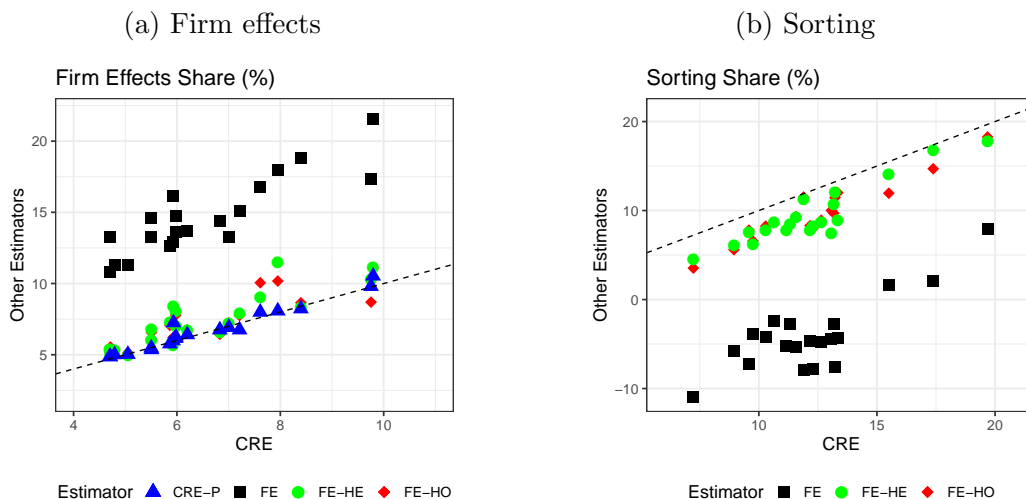 (a) Firm effects
Firm Effects Share (%)
Other Estimators
20
15
10
5
4
6
8
10
CRE
Estimator
CRE−P
FE
FE−HE
FE−HO
(b) Sorting
Sorting Share (%)
Other Estimators
20
10
0
−10
10
15
20
CRE
Estimator
FE
FE−HE
FE−HO